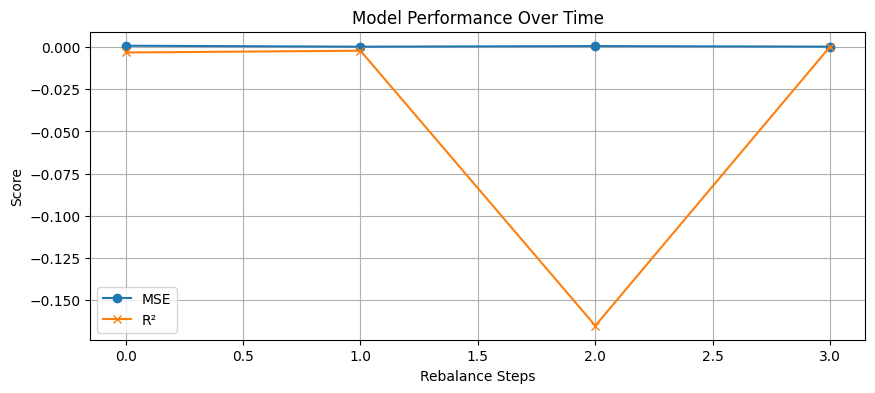 Model Performance Over Time
Score
0.000
−0.025
−0.050
−0.075
−0.100
−0.125
−0.150
MSE
R²
0.0 0.5 1.0 1.5 2.0 2.5 3.0
Rebalance Steps